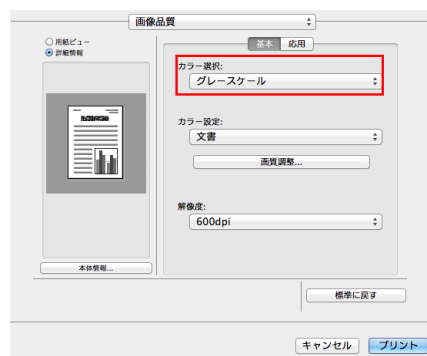 画像品質
用紙ビュー
詳細情報
基本
応用
カラー選択:
グレースケール
カラー設定:
文書
画質調整...
解像度:
600dpi
本体情報...
標準に戻す
キャンセル
プリント